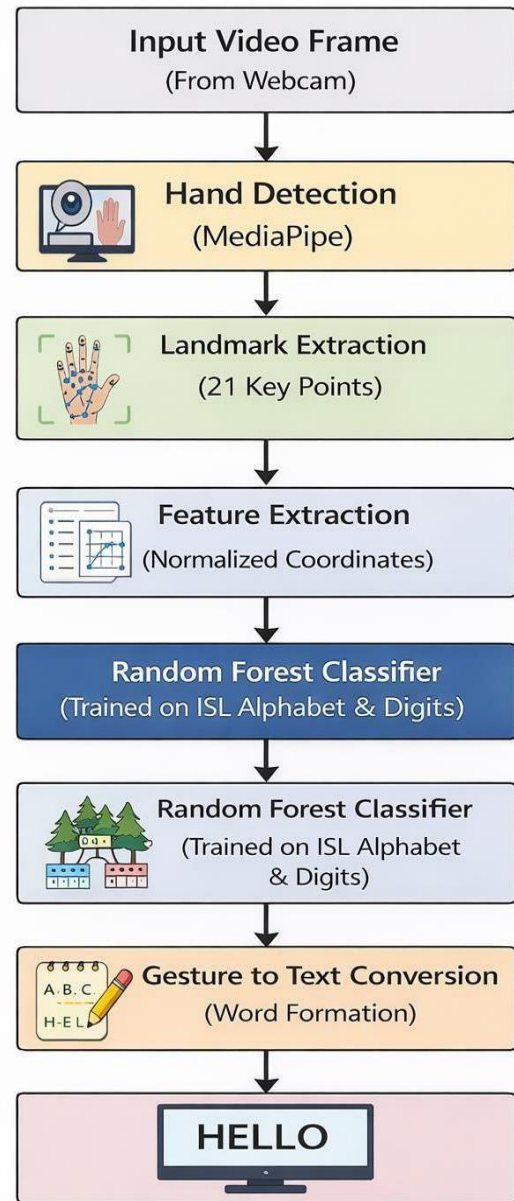 Input Video Frame
(From Webcam)
Hand Detection
(MediaPipe)
Landmark Extraction
(21 Key Points)
Feature Extraction
(Normalized Coordinates)
Random Forest Classifier
(Trained on ISL Alphabet & Digits)
Random Forest Classifier
(Trained on ISL Alphabet
& Digits)
Gesture to Text Conversion
(Word Formation)
A.B.C.
H-EL
HELLO